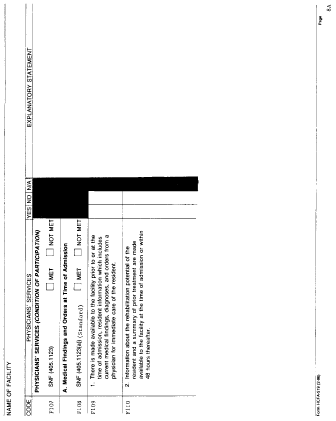 NAME OF FACILITY
CODE PHYSICIANS' SERVICES YES NO N/A EXPLANATORY STATEMENT
PHYSICIANS' SERVICES (CONDITION OF PARTICIPATION)
F107 SNF (405.1123) MET NOT MET
A. Medical Findings and Orders at Time of Admission
F108 SNF (405.1123(a)) (Standard) MET NOT MET
F109 1. There is made available to the facility prior to or at the
time of admission, resident information which includes
current medical findings, diagnoses, and orders from a
physician for immediate care of the resident.
F110 2. Information about the rehabilitation potential of the
resident and a summary of prior treatment are made
available to the facility at the time of admission or within
48 hours thereafter.
Page 8A